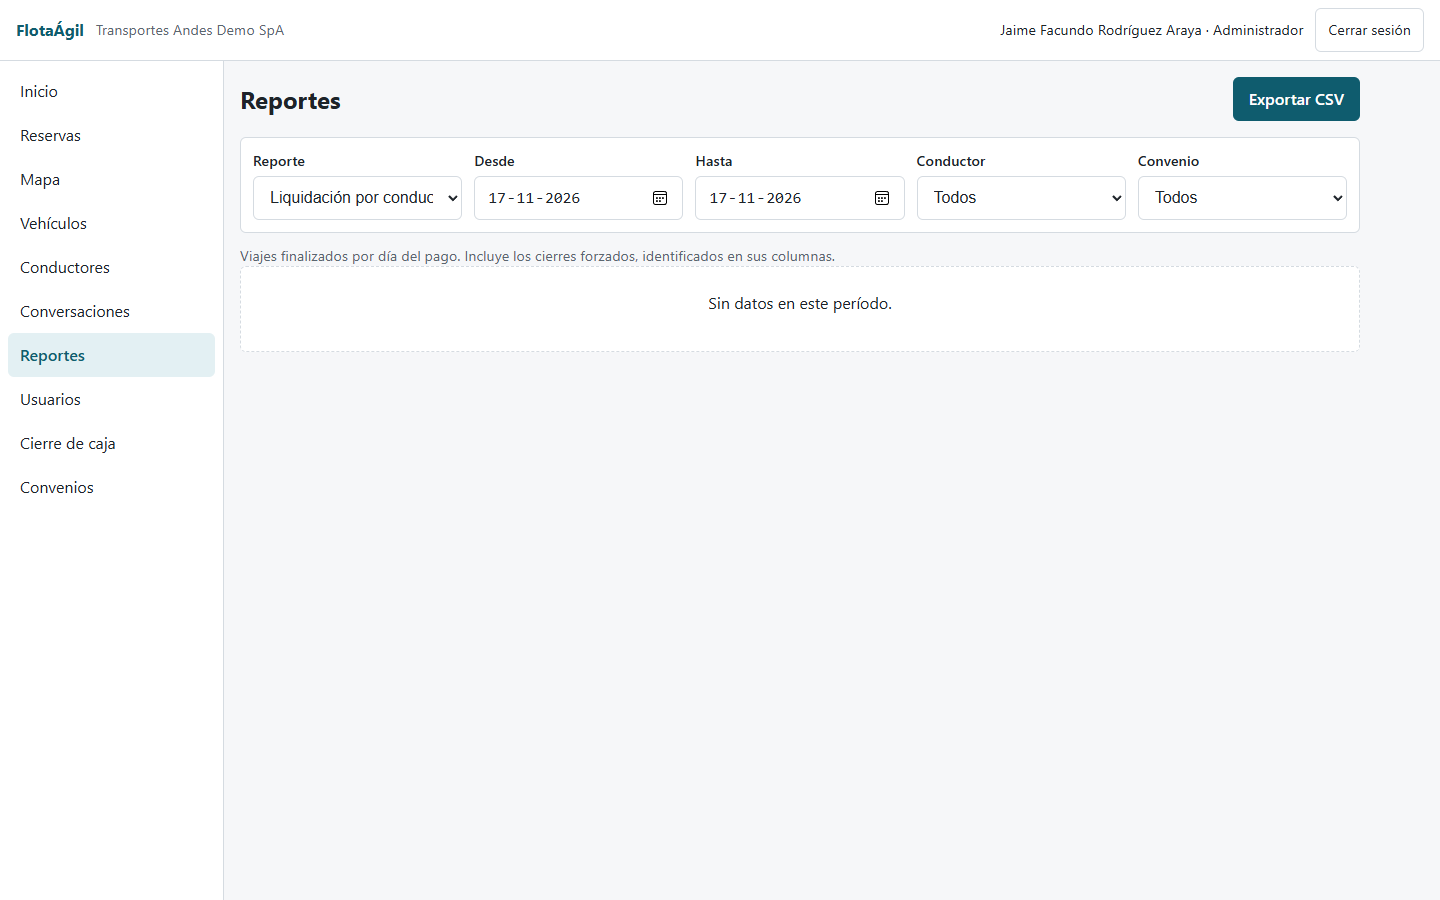 FlotaÁgil Transportes Andes Demo SpA Jaime Facundo Rodríguez Araya · Administrador Cerrar sesión
Inicio
Reservas
Mapa
Vehículos
Conductores
Conversaciones
Reportes
Usuarios
Cierre de caja
Convenios
Reportes Exportar CSV
Reporte Desde Hasta Conductor Convenio
Liquidación por conduc 17-11-2026 17-11-2026 Todos Todos
Viajes finalizados por día del pago. Incluye los cierres forzados, identificados en sus columnas.
Sin datos en este período.